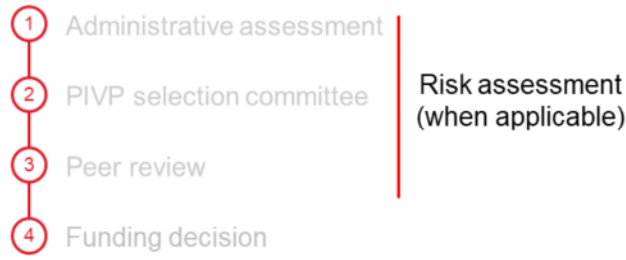 1 Administrative assessment
2 PIVP selection committee
3 Peer review
4 Funding decision
Risk assessment
(when applicable)